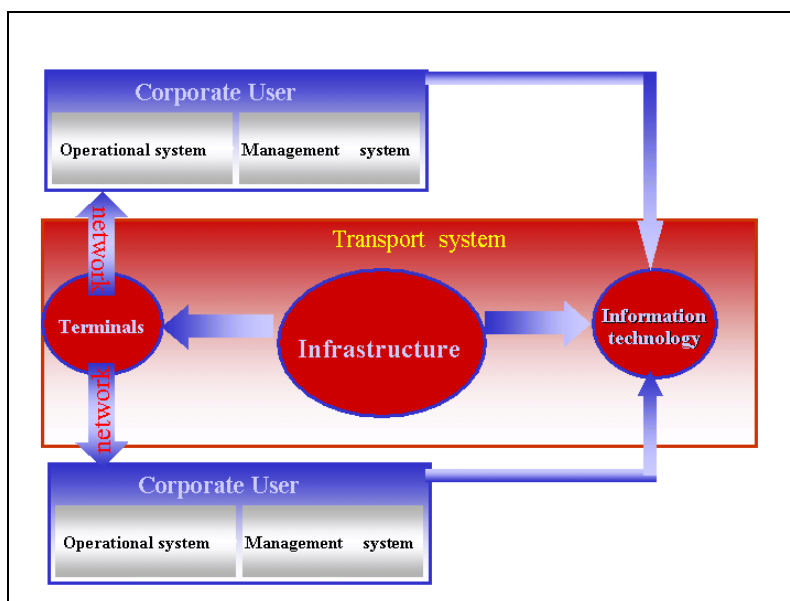 Corporate User
Operational system
Management system
network
Transport system
Terminals
Infrastructure
Information
technology
network
Corporate User
Operational system
Management system